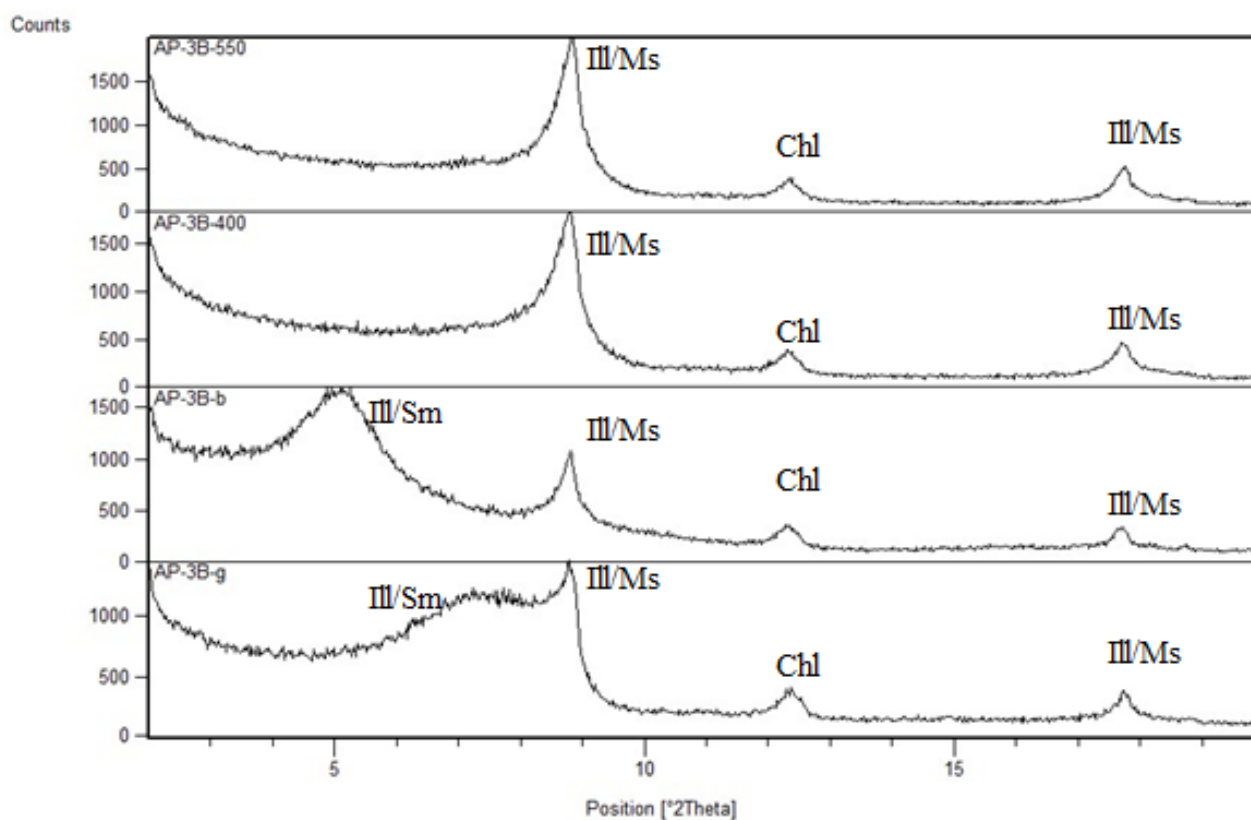 Counts
AP-3B-550
Ill/Ms
1500
1000
Chl
Ill/Ms
500
0
AP-3B-400
Ill/Ms
1500
1000
Chl
Ill/Ms
500
0
AP-3B-b
Ill/Sm
Ill/Ms
1500
1000
Chl
Ill/Ms
500
0
AP-3B-g
Ill/Sm
Ill/Ms
1000
Chl
Ill/Ms
500
0
5 10 15
Position [°2Theta]